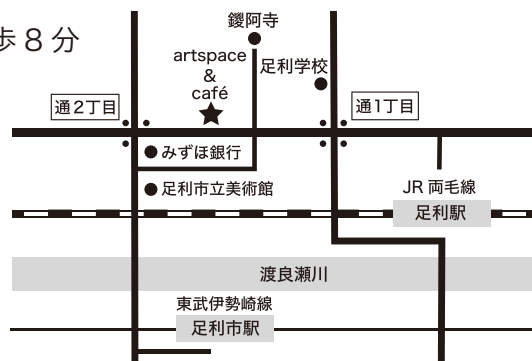 歩8分
鑁阿寺
artspace
&
café
足利学校
通2丁目
通1丁目
みずほ銀行
足利市立美術館
JR 両毛線
足利駅
渡良瀬川
東武伊勢崎線
足利市駅